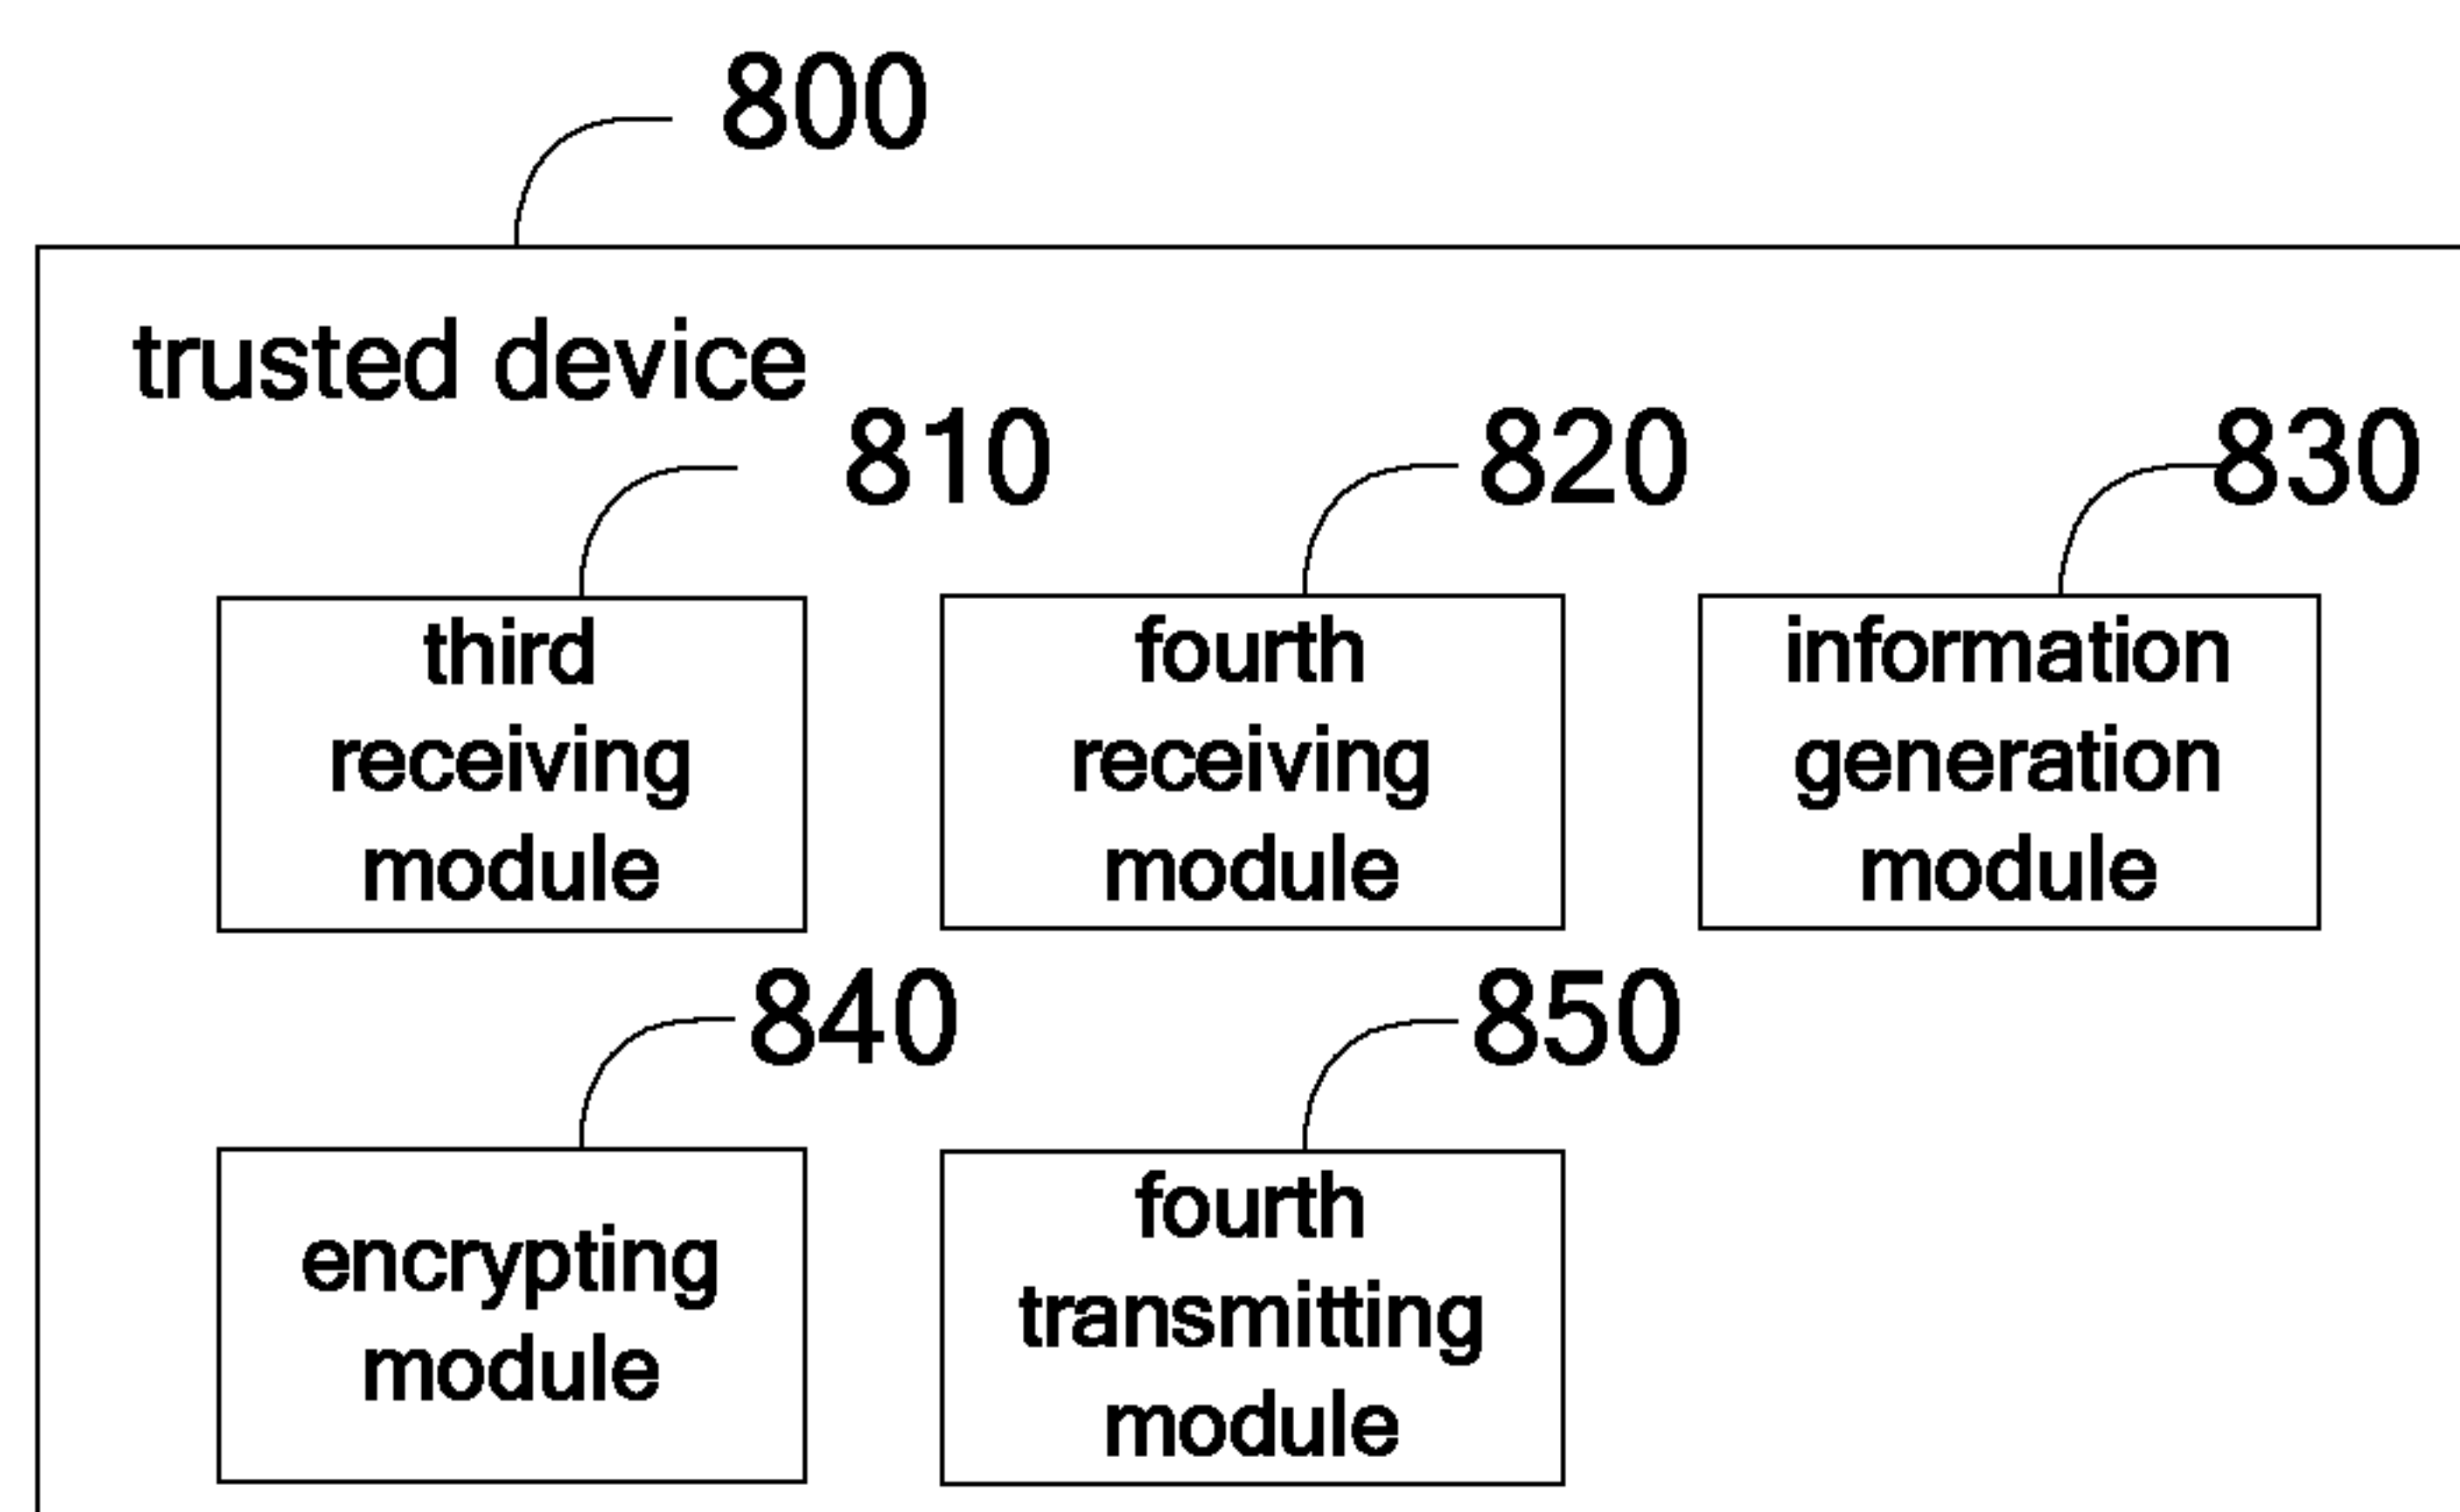 800
trusted device
810
820
830
third
receiving
module
fourth
receiving
module
information
generation
module
840
850
encrypting
module
fourth
transmitting
module